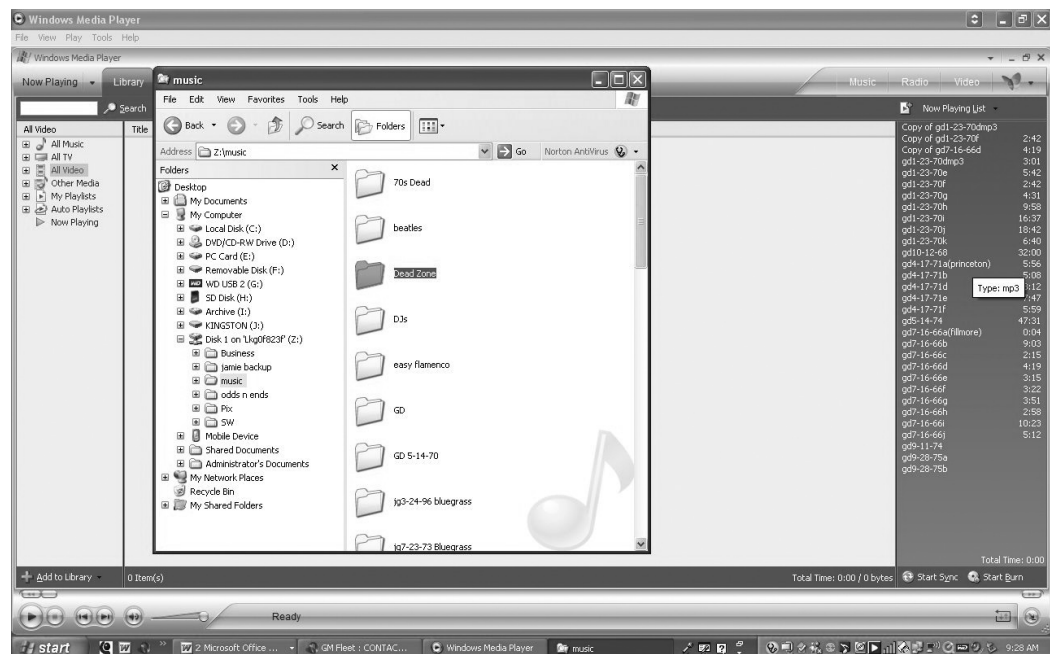 Windows Media Player
File View Play Tools Help
Windows Media Player
Now Playing Library Music Radio Video
Search Now Playing List
All Video
All Music
All TV
All Video
Other Media
My Playlists
Auto Playlists
Now Playing
Title
music
File Edit View Favorites Tools Help
Back Search Folders
Address Z:\music Go Norton AntiVirus
Folders X
Desktop
My Documents
My Computer
Local Disk (C:)
DVD/CD-RW Drive (D:)
PC Card (E:)
Removable Disk (F:)
WD USB 2 (G:)
SD Disk (H:)
Archive (I:)
KINGSTON (J:)
Disk 1 on 'Lkg0f823f' (Z:)
Business
jamie backup
music
odds n ends
Pix
SW
Mobile Device
Shared Documents
Administrator's Documents
My Network Places
Recycle Bin
My Shared Folders
70s Dead
beatles
Dead Zone
DJs
easy flamenco
GD
GD 5-14-70
jg3-24-96 bluegrass
jg7-23-73 Bluegrass
Copy of gd1-23-70dmp3
Copy of gd1-23-70f 2:42
Copy of gd7-16-66d 4:19
gd1-23-70dmp3 3:01
gd1-23-70e 5:42
gd1-23-70f 2:42
gd1-23-70g 4:31
gd1-23-70h 9:58
gd1-23-70i 16:37
gd1-23-70j 18:42
gd1-23-70k 6:40
gd10-12-68 32:00
gd4-17-71a(princeton) 5:56
gd4-17-71b 5:08
gd4-17-71d :12
Type: mp3
gd4-17-71e :47
gd4-17-71f 5:59
gd5-14-74 47:31
gd7-16-66a(fillmore) 0:04
gd7-16-66b 9:03
gd7-16-66c 2:15
gd7-16-66d 4:19
gd7-16-66e 3:15
gd7-16-66f 3:22
gd7-16-66g 3:51
gd7-16-66h 2:58
gd7-16-66i 10:23
gd7-16-66j 5:12
gd9-11-74
gd9-28-75a
gd9-28-75b
Total Time: 0:00
Add to Library 0 Item(s) Total Time: 0:00 / 0 bytes Start Sync Start Burn
Ready
start 2 Microsoft Office ... GM Fleet : CONTAC... Windows Media Player music 9:28 AM